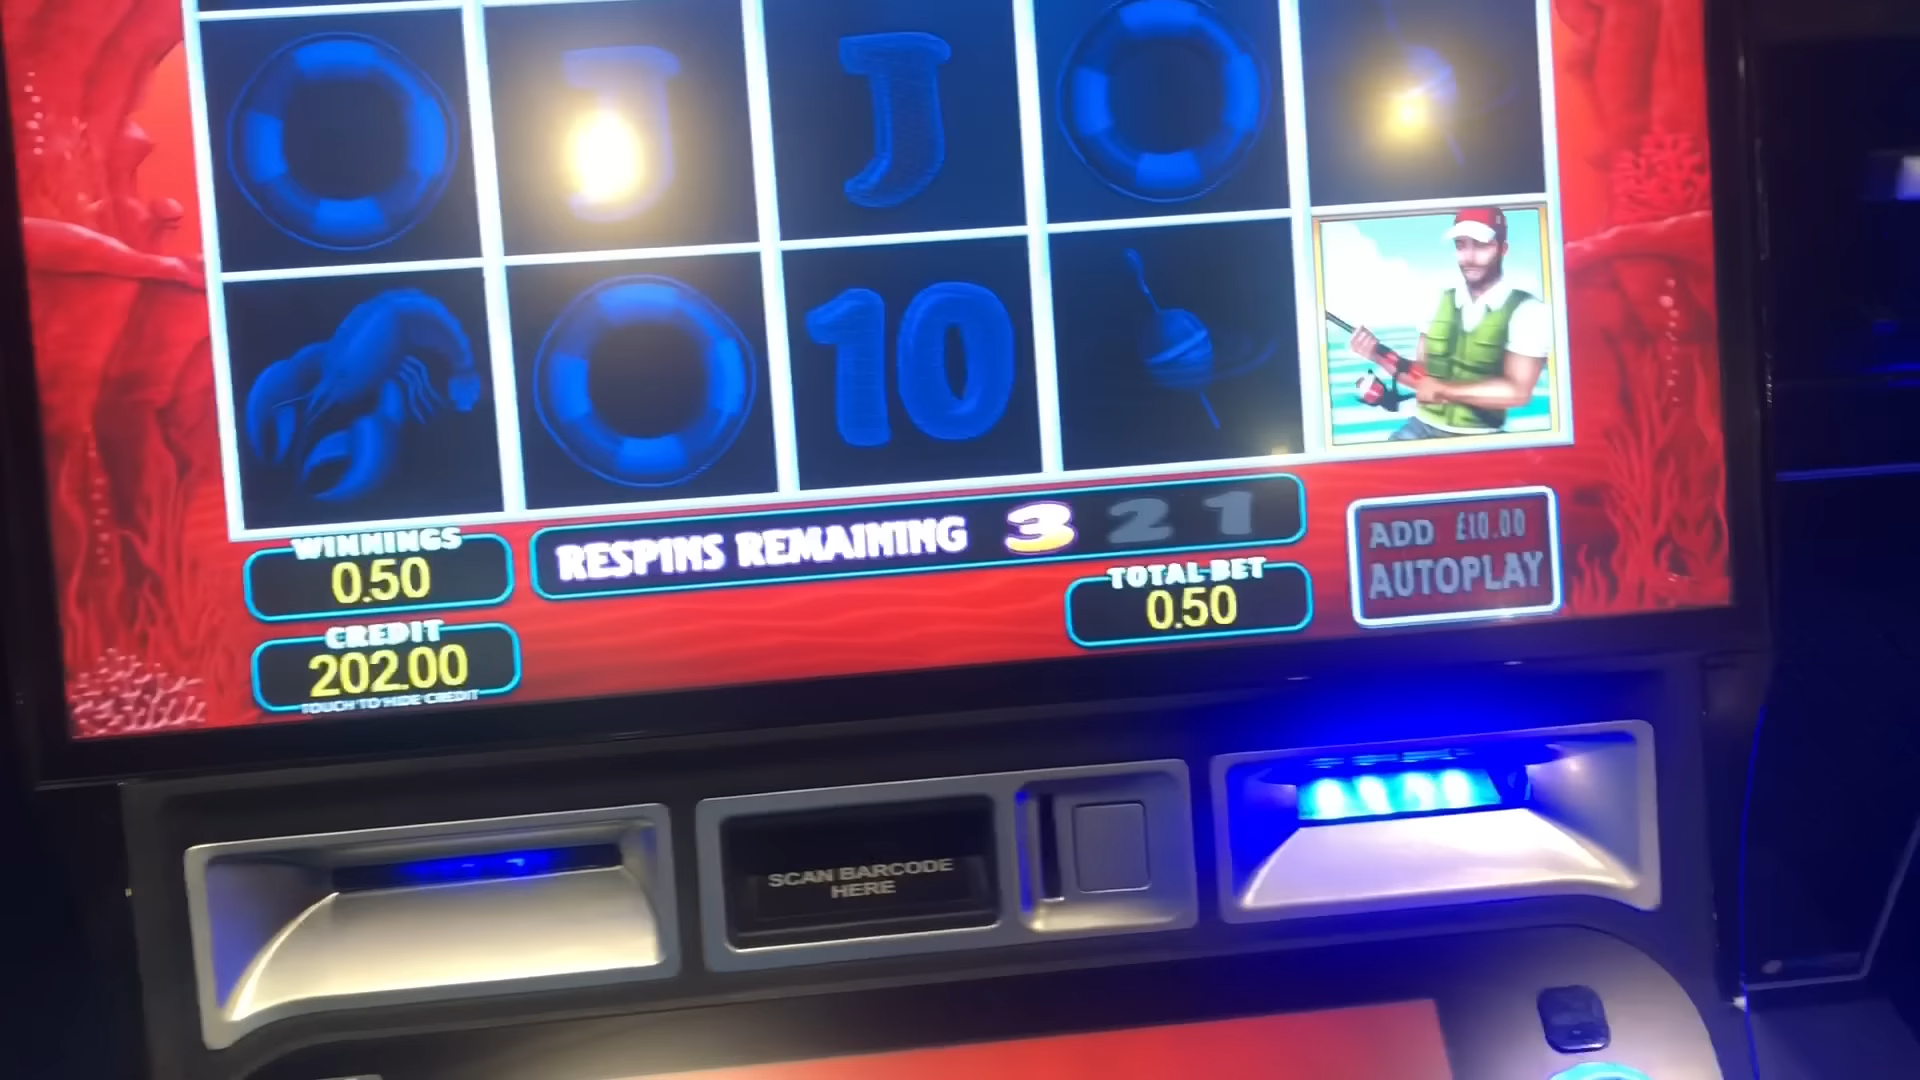 J
J
10
WINNINGS
0.50
RESPINS REMAINING 3 2 1
TOTAL BET
0.50
ADD £10.00
AUTOPLAY
CREDIT
202.00
TOUCH TO HIDE CREDIT
SCAN BARCODE
HERE